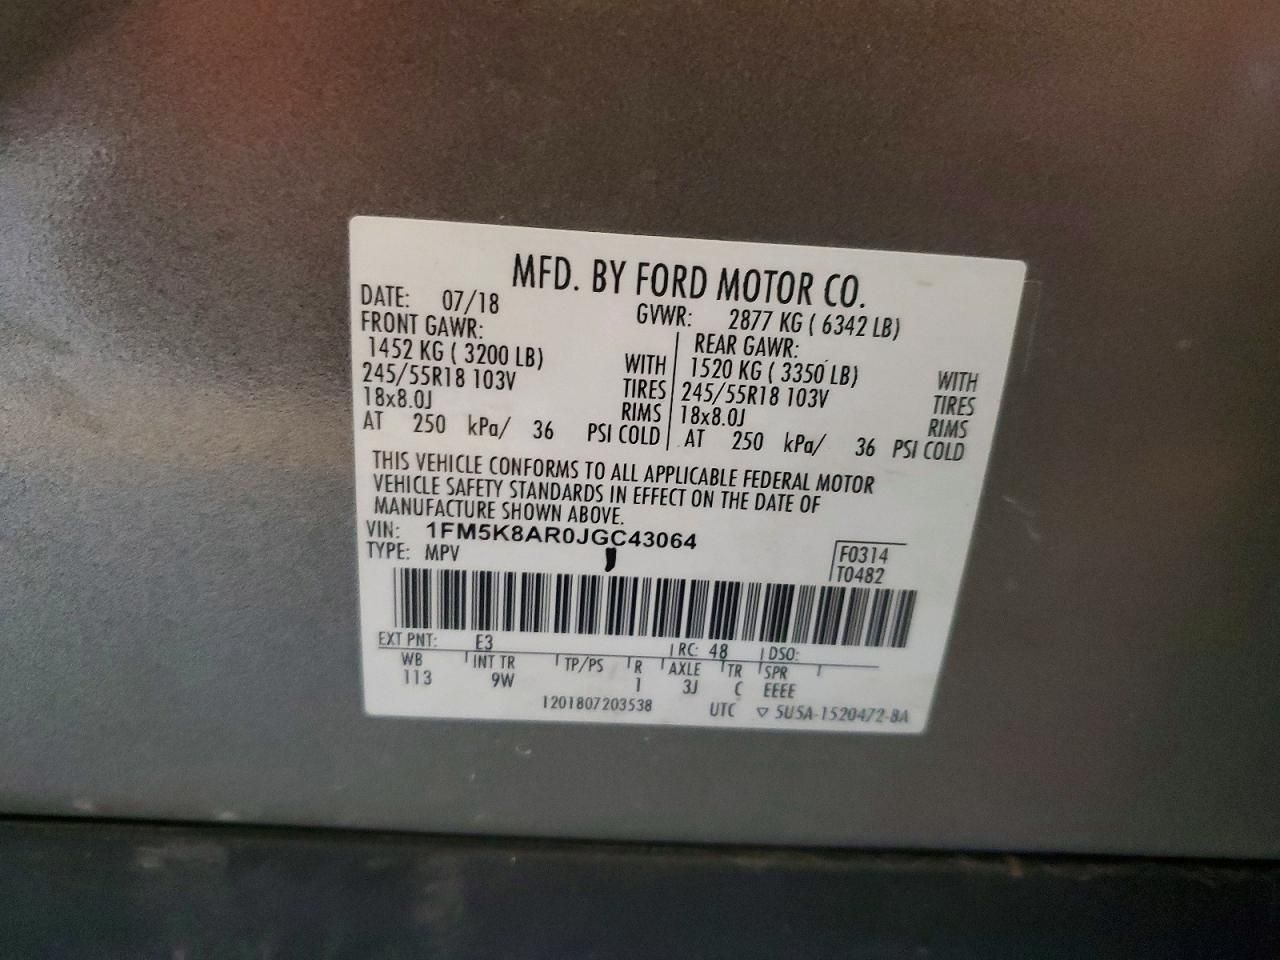 MFD. BY FORD MOTOR CO.
DATE: 07/18 GVWR: 2877 KG ( 6342 LB)
FRONT GAWR: REAR GAWR:
1452 KG ( 3200 LB) WITH 1520 KG ( 3350 LB) WITH
245/55R18 103V TIRES 245/55R18 103V TIRES
18x8.0J RIMS 18x8.0J RIMS
AT 250 kPa/ 36 PSI COLD AT 250 kPa/ 36 PSI COLD
THIS VEHICLE CONFORMS TO ALL APPLICABLE FEDERAL MOTOR
VEHICLE SAFETY STANDARDS IN EFFECT ON THE DATE OF
MANUFACTURE SHOWN ABOVE.
VIN: 1FM5K8AR0JGC43064
TYPE: MPV
F0314
T0482
EXT PNT: E3 RC: 48 DSO:
WB INT TR TP/PS R AXLE TR SPR
113 9W 1 3J C EEEE
1201807203538 UTC ▽ 5U5A-1520472-BA